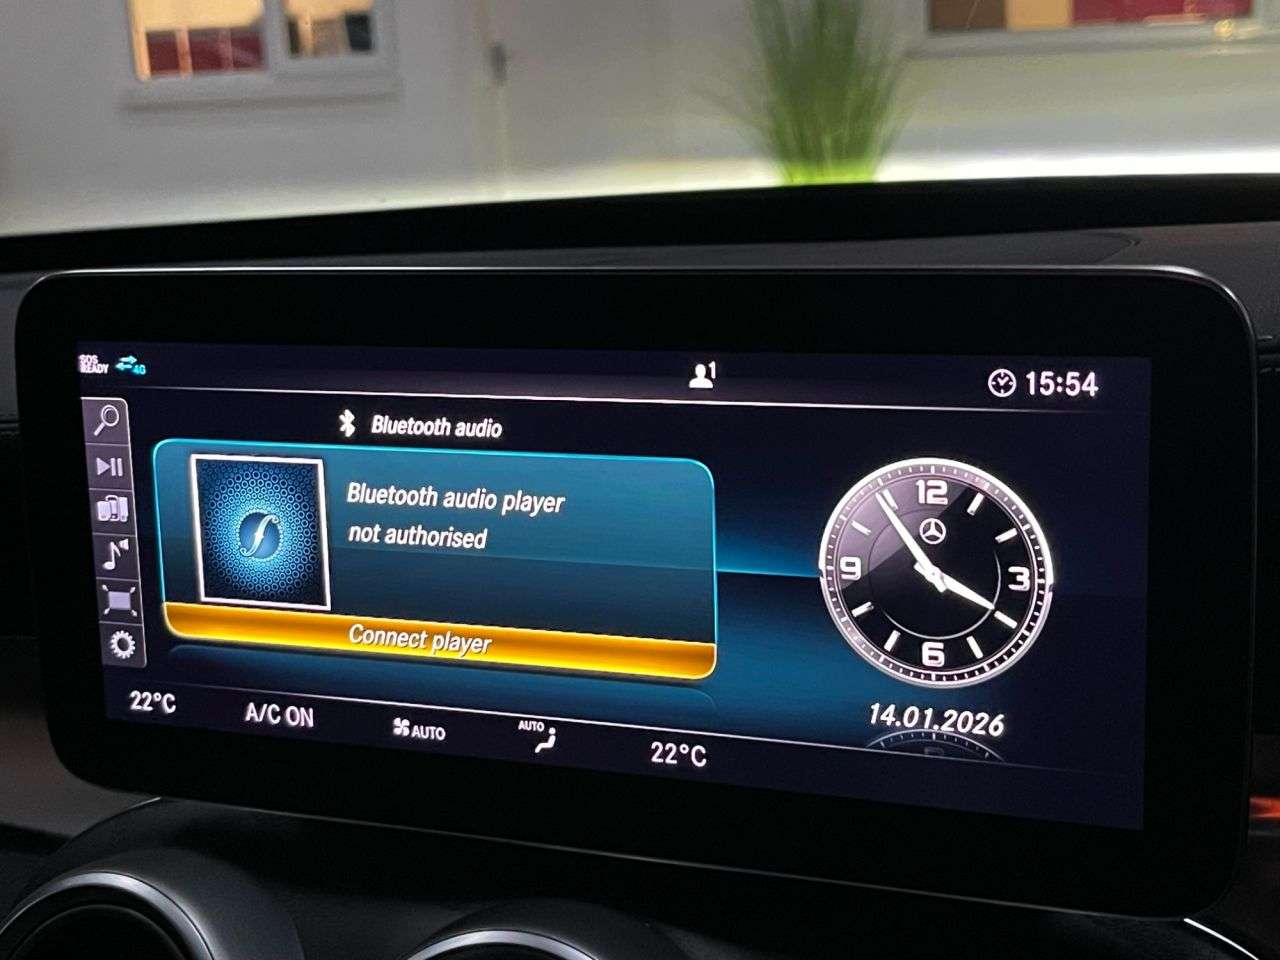 SOS
READY
4G
1
15:54
Bluetooth audio
Bluetooth audio player
not authorised
Connect player
12
3
6
9
14.01.2026
22°C
A/C ON
AUTO
AUTO
22°C